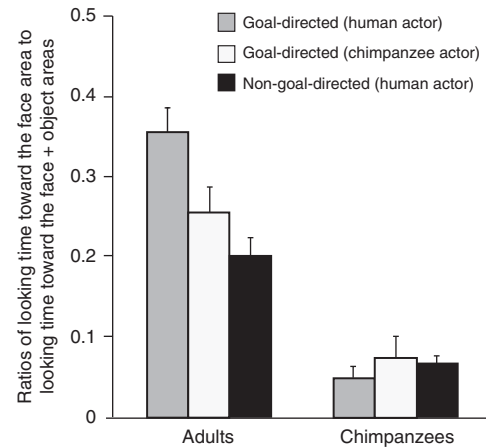 Goal-directed (human actor)
Goal-directed (chimpanzee actor)
Non-goal-directed (human actor)
Ratios of looking time toward the face area to
looking time toward the face + object areas
0.5
0.4
0.3
0.2
0.1
0
Adults
Chimpanzees